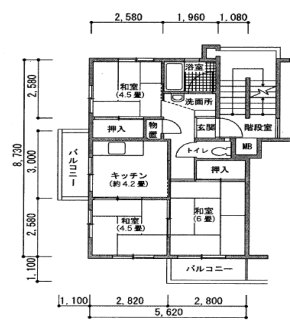 2,580
1,960
1,080
浴室
和室
(4.5 畳)
洗面所
2,580
玄関
階段室
押入
物置
トイレ
MB
8,730
3,000
バルコニー
キッチン
(約 4.2 畳)
押入
和室
(4.5 畳)
和室
(6 畳)
2,580
バルコニー
1,100
1,100
2,820
2,800
5,620